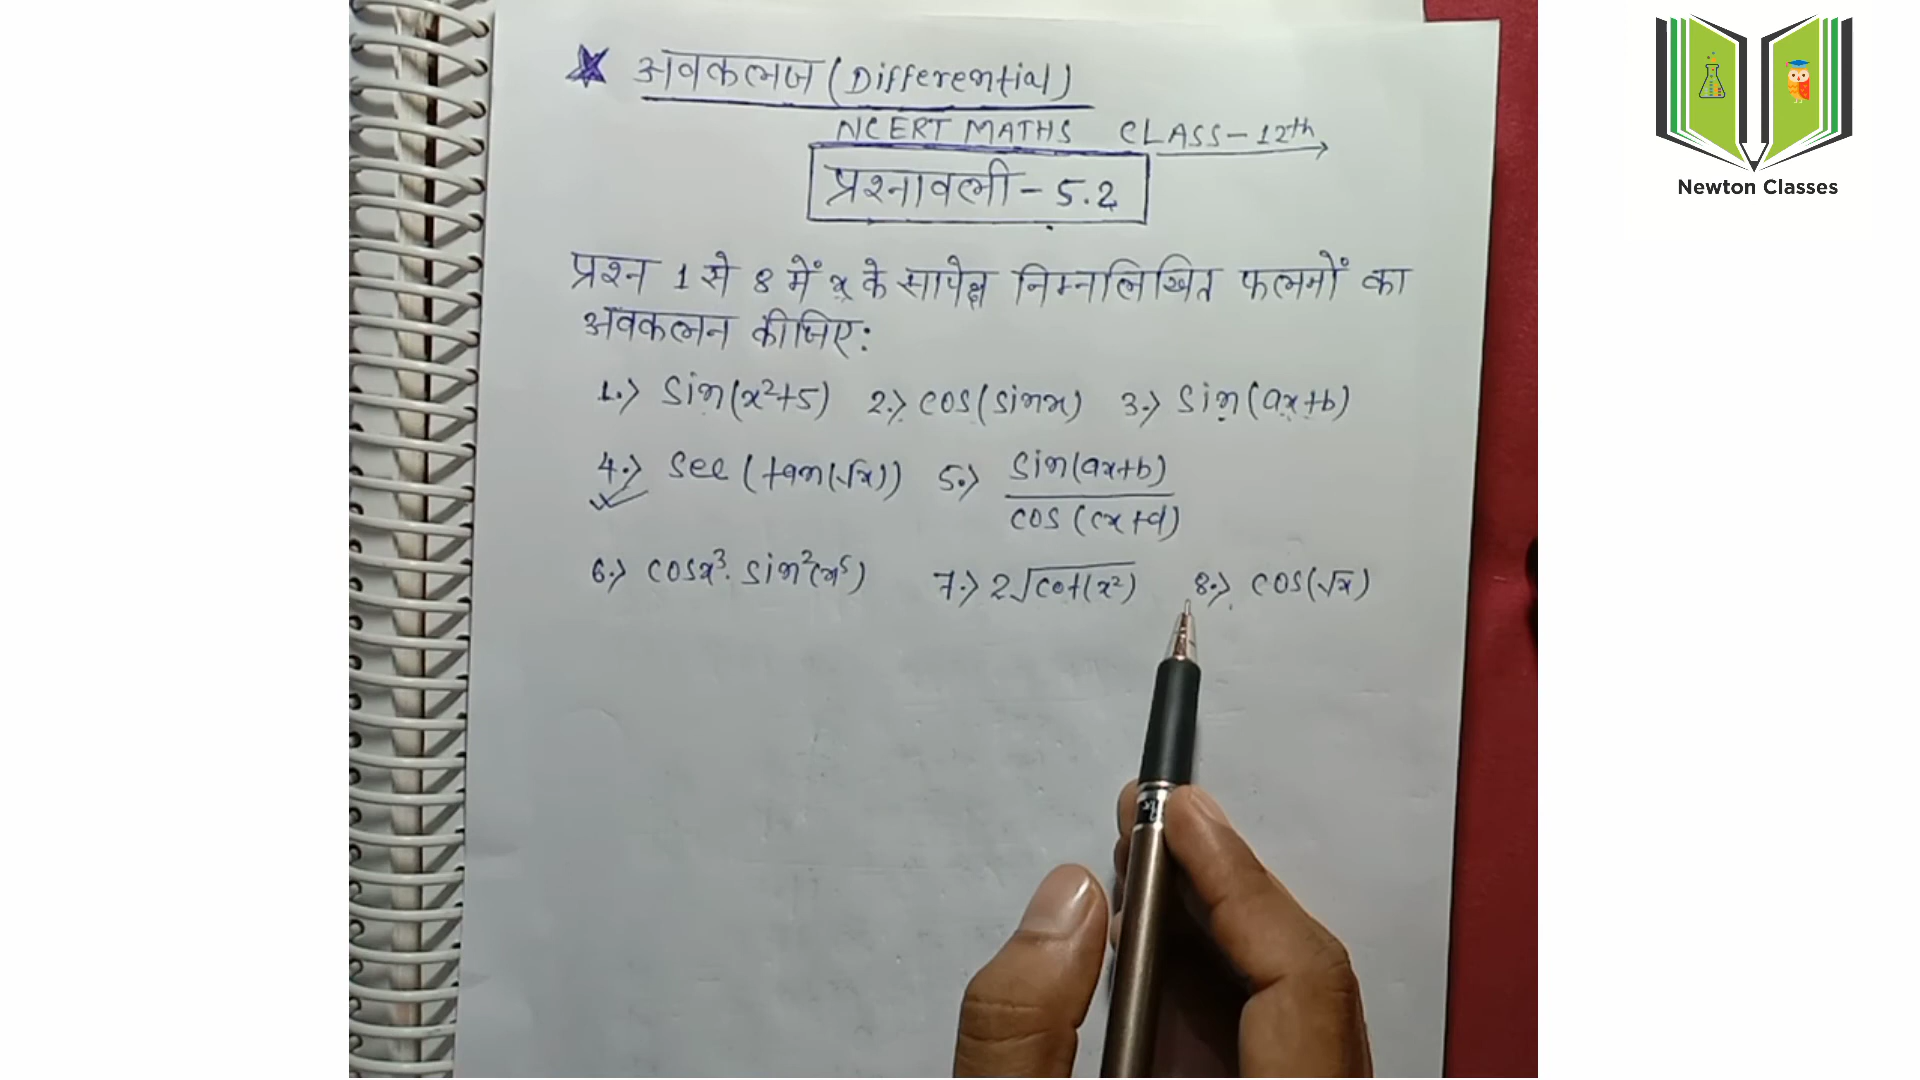 अवकलज (Differential)
NCERT MATHS CLASS-12th
प्रश्नावली-5.2
प्रश्न 1 से 8 में x के सापेक्ष निम्नलिखित फलनों का
अवकलन कीजिए:
1.> sin(x²+5) 2.> cos(sinx) 3.> sin(ax+b)
4.> sec(tan(√x)) 5.> sin(ax+b)
cos(cx+d)
6.> cosx³. sin²(x⁵) 7.> 2√cot(x²) 8.> cos(√x)
Newton Classes